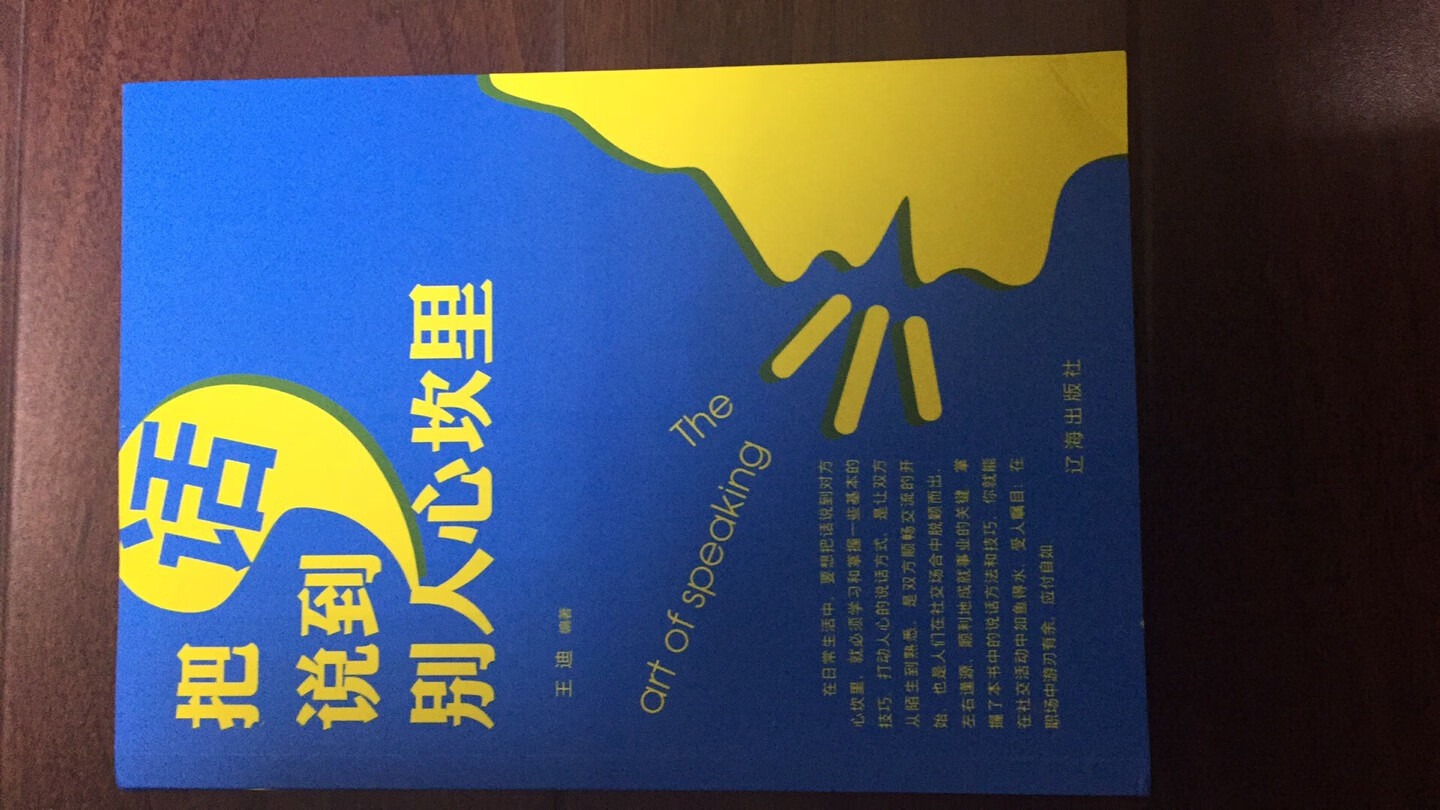 把话
说到
别人心坎里
王迪 编著
The
art of speaking
在日常生活中，要想把话说到对方
心坎里，就必须学习和掌握一些基本的
技巧。打动人心的说话方式，是让双方
从陌生到熟悉，是双方顺畅交流的开
始，也是人们在社交场合中脱颖而出、
左右逢源、顺利地成就事业的关键。掌
握了本书中的说话方法和技巧，你就能
在社交活动中如鱼得水、受人瞩目；在
职场中游刃有余，应付自如。
辽海出版社